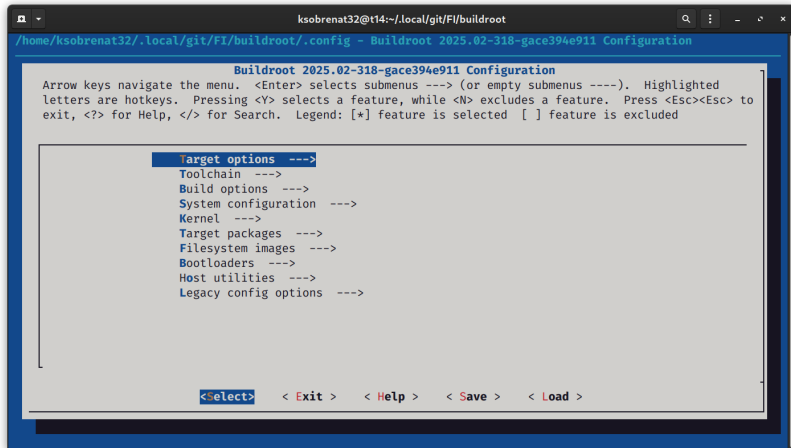 ksobrenat32@t14:~/.local/git/FI/buildroot
/home/ksobrenat32/.local/git/FI/buildroot/.config - Buildroot 2025.02-318-gace394e911 Configuration
Buildroot 2025.02-318-gace394e911 Configuration
Arrow keys navigate the menu.  <Enter> selects submenus ---> (or empty submenus ----).  Highlighted
letters are hotkeys.  Pressing <Y> selects a feature, while <N> excludes a feature.  Press <Esc><Esc> to
exit, <?> for Help, </> for Search.  Legend: [*] feature is selected  [ ] feature is excluded
Target options  --->
Toolchain  --->
Build options  --->
System configuration  --->
Kernel  --->
Target packages  --->
Filesystem images  --->
Bootloaders  --->
Host utilities  --->
Legacy config options  --->
<Select>    < Exit >    < Help >    < Save >    < Load >